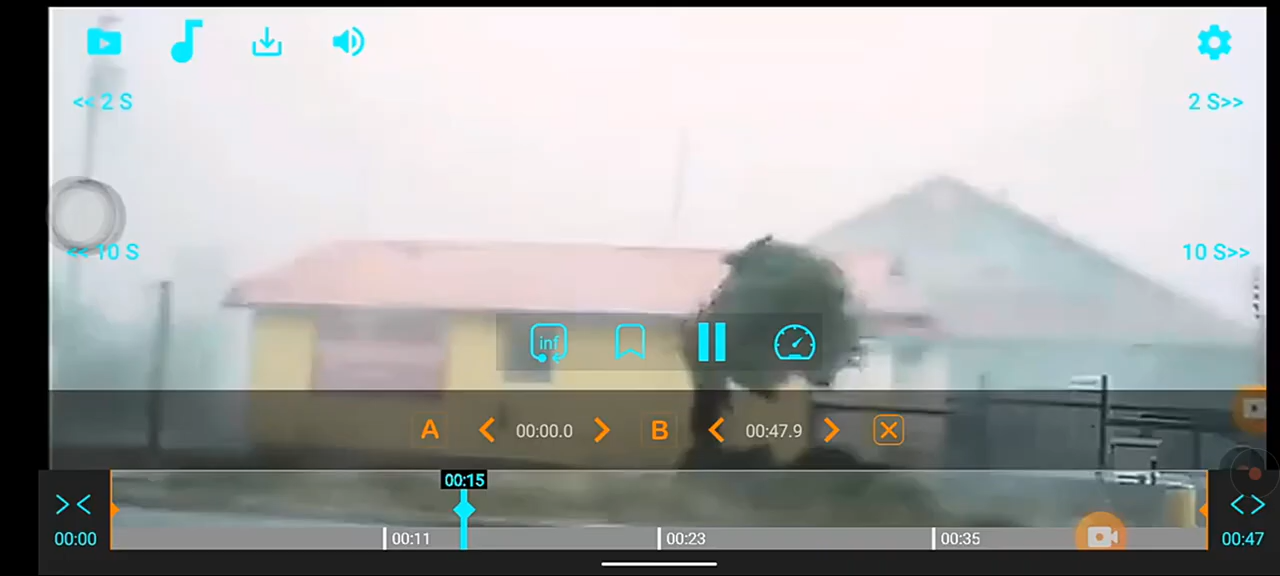 << 2 S
2 S>>
<< 10 S
10 S>>
inf
A
00:00.0
B
00:47.9
00:15
00:00
00:11
00:23
00:35
00:47